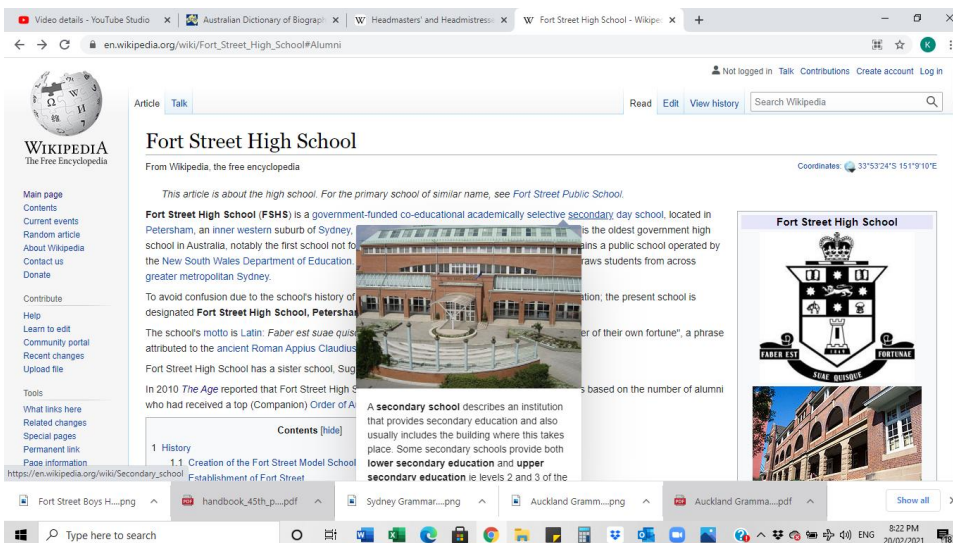 Video details - YouTube Studio
Australian Dictionary of Biograph
Headmasters' and Headmistresse
Fort Street High School - Wikipe
en.wikipedia.org/wiki/Fort_Street_High_School#Alumni
K
Not logged in Talk Contributions Create account Log in
Article Talk
Read Edit View history
Search Wikipedia
WIKIPEDIA
The Free Encyclopedia
Main page
Contents
Current events
Random article
About Wikipedia
Contact us
Donate
Contribute
Help
Learn to edit
Community portal
Recent changes
Upload file
Tools
What links here
Related changes
Special pages
Permanent link
Page information
https://en.wikipedia.org/wiki/Secondary_school
Fort Street High School
From Wikipedia, the free encyclopedia
Coordinates: 33°53′24″S 151°9′10″E
This article is about the high school. For the primary school of similar name, see Fort Street Public School.
Fort Street High School (FSHS) is a government-funded co-educational academically selective secondary day school, located in
Petersham, an inner western suburb of Sydney, is the oldest government high
school in Australia, notably the first school not fo ains a public school operated by
the New South Wales Department of Education. raws students from across
greater metropolitan Sydney.
To avoid confusion due to the school's history of ation; the present school is
designated Fort Street High School, Petersha
The school's motto is Latin: Faber est suae quisq er of their own fortune", a phrase
attributed to the ancient Roman Appius Claudius
Fort Street High School has a sister school, Sug
In 2010 The Age reported that Fort Street High S s based on the number of alumni
who had received a top (Companion) Order of A
Contents [hide]
1 History
1.1 Creation of the Fort Street Model School
Establishment of Fort Street
A secondary school describes an institution
that provides secondary education and also
usually includes the building where this takes
place. Some secondary schools provide both
lower secondary education and upper
secondary education ie levels 2 and 3 of the
Fort Street High School
1849
FABER EST
SUAE QUISQUE
FORTUNAE
Fort Street Boys H....png
handbook_45th_p....pdf
Sydney Grammar....png
Auckland Gramm....png
Auckland Gramma....pdf
Show all
Type here to search
ENG
8:22 PM
20/02/2021
18